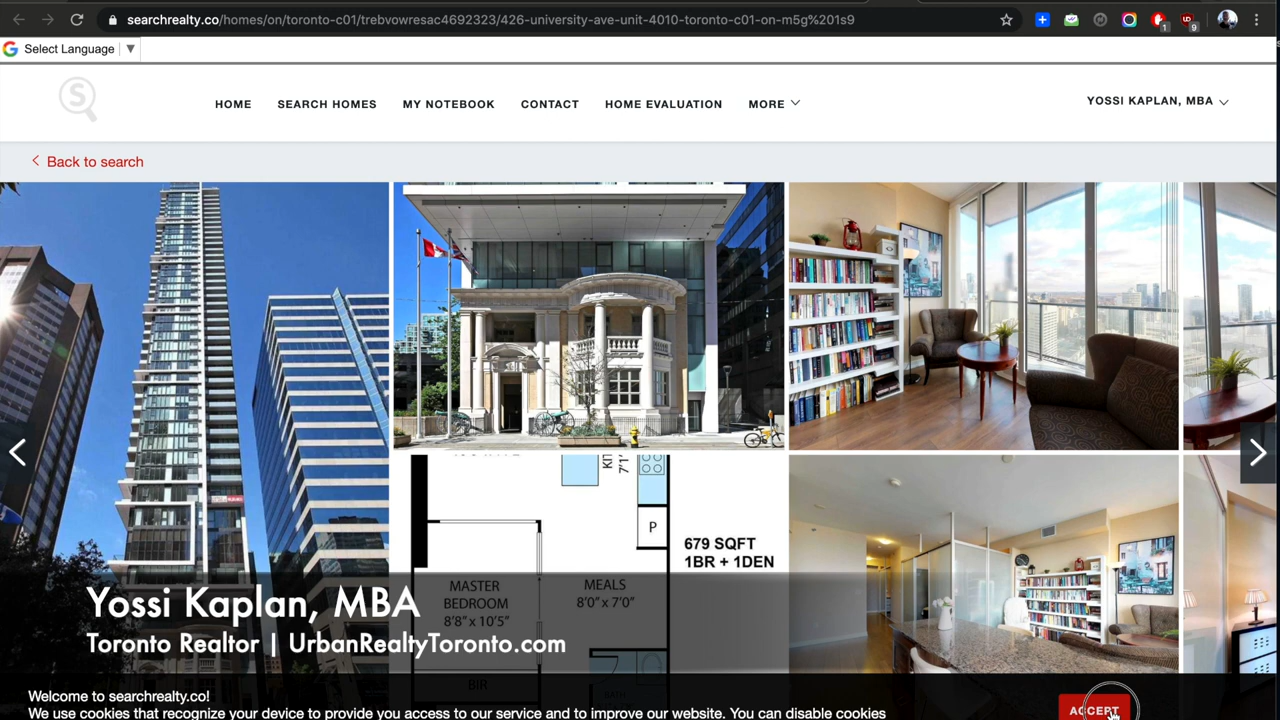 searchrealty.co/homes/on/toronto-c01/trebvowresac4692323/426-university-ave-unit-4010-toronto-c01-on-m5g%201s9
1
9
G Select Language ▼
S
HOME SEARCH HOMES MY NOTEBOOK CONTACT HOME EVALUATION MORE YOSSI KAPLAN, MBA
Back to search
7'1"
P
679 SQFT
1BR + 1DEN
MASTER
BEDROOM
8'8" x 10'5"
MEALS
8'0" x 7'0"
Yossi Kaplan, MBA
Toronto Realtor | UrbanRealtyToronto.com
Welcome to searchrealty.co!
We use cookies that recognize your device to provide you access to our service and to improve our website. You can disable cookies
ACCEPT